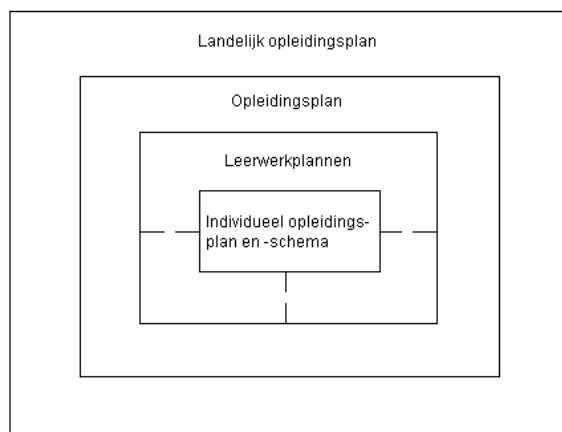 Landelijk opleidingsplan
Opleidingsplan
Leerwerkplannen
Individueel opleidings-
plan en -schema